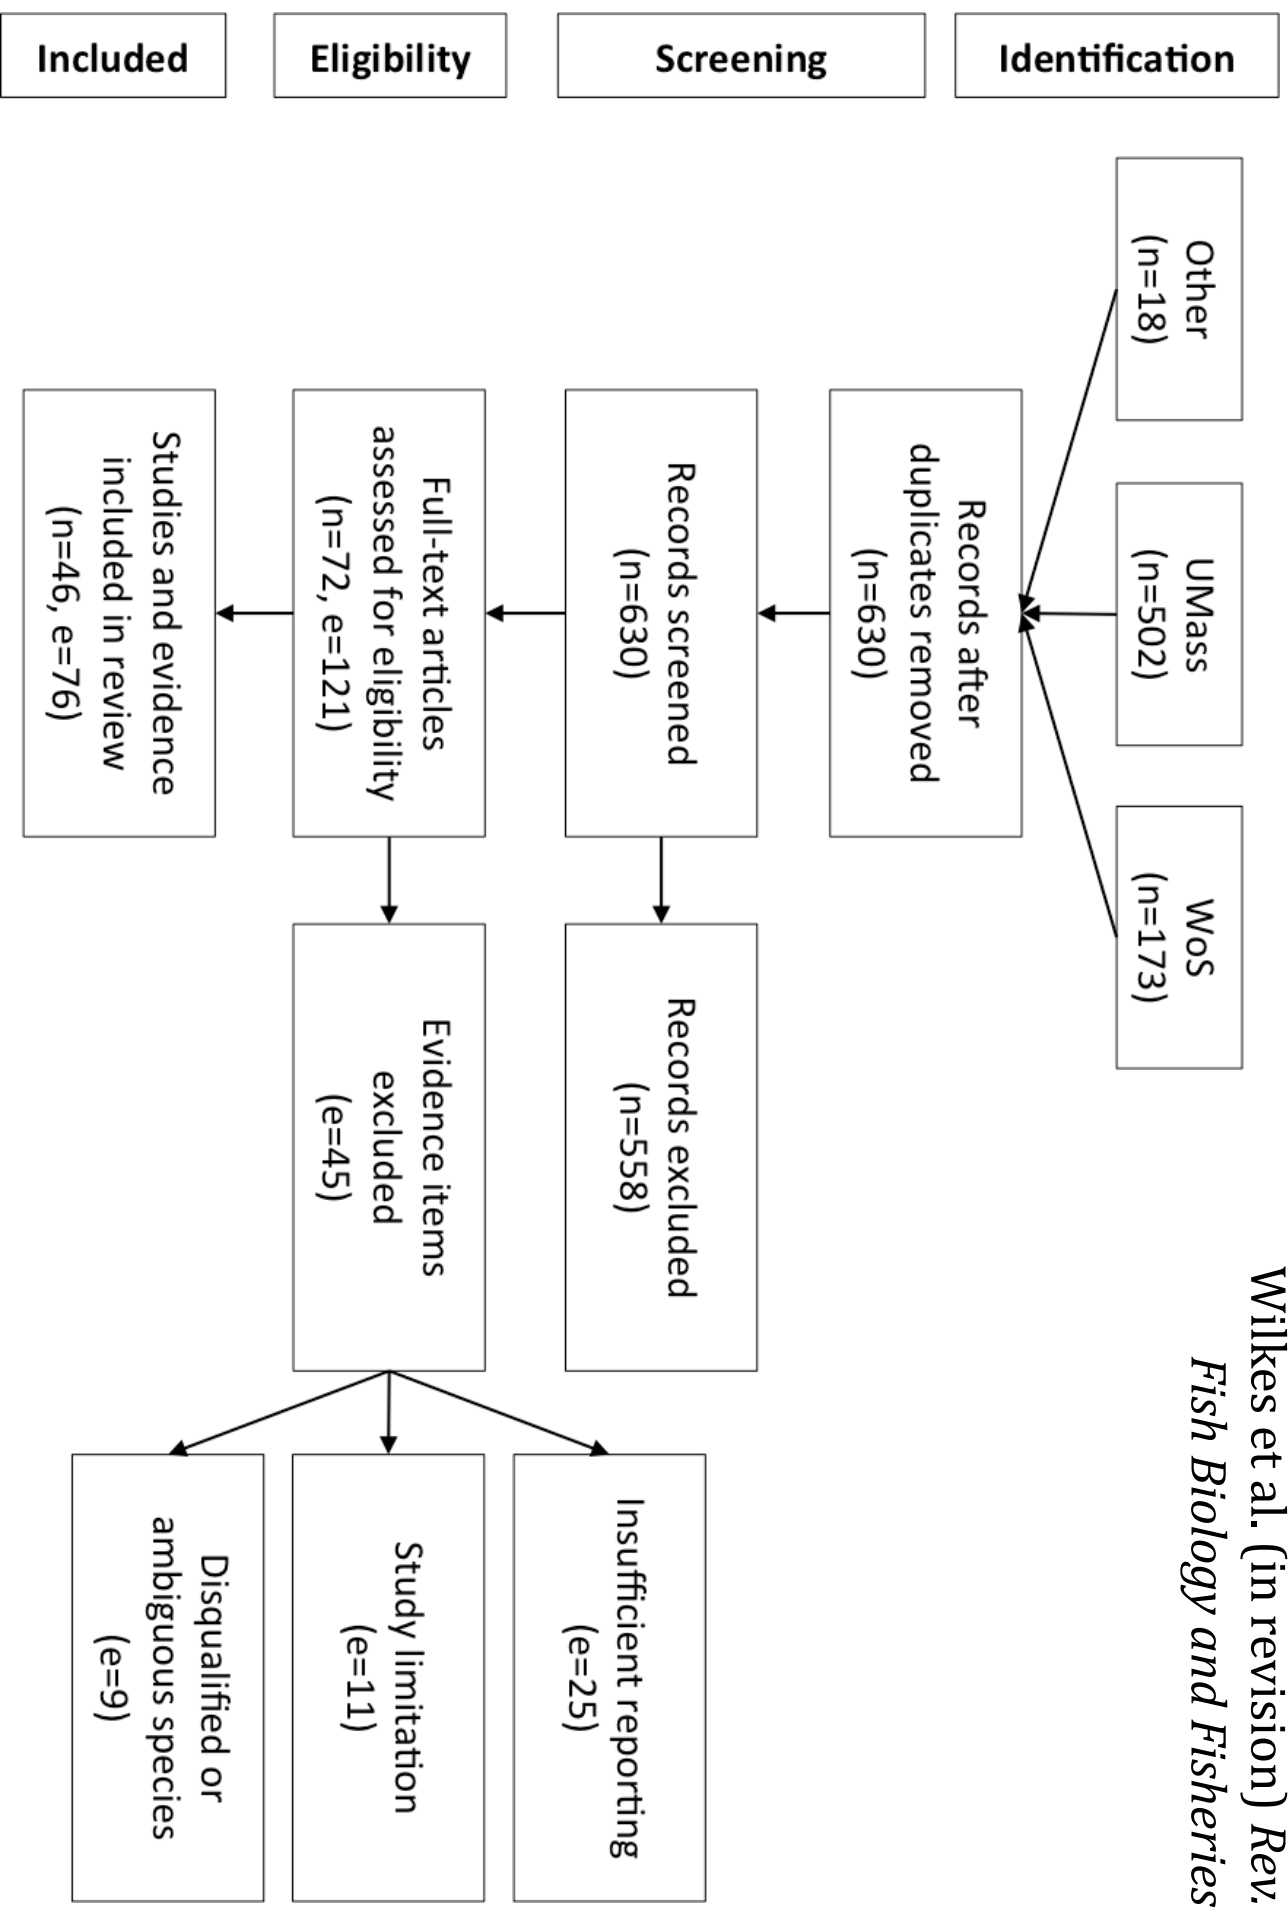 Identification
Screening
Eligibility
Included
Other
(n=18)
UMass
(n=502)
WoS
(n=173)
Records after
duplicates removed
(n=630)
Records screened
(n=630)
Records excluded
(n=558)
Full-text articles
assessed for eligibility
(n=72, e=121)
Evidence items
excluded
(e=45)
Insufficient reporting
(e=25)
Study limitation
(e=11)
Disqualified or
ambiguous species
(e=9)
Studies and evidence
included in review
(n=46, e=76)
Wilkes et al. (in revision) Rev.
Fish Biology and Fisheries